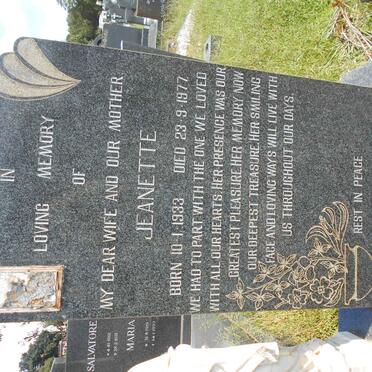 IN
LOVING MEMORY
OF
MY DEAR WIFE AND OUR MOTHER
JEANETTE
BORN 10·1·1933 DIED 23·9·1977
WE HAD TO PART WITH THE ONE WE LOVED
WITH ALL OUR HEARTS. HER PRESENCE WAS OUR
GREATEST PLEASURE, HER MEMORY NOW
OUR DEEPEST TREASURE. HER SMILING
FACE AND LOVING WAYS WILL LIVE WITH
US THROUGHOUT OUR DAYS.
REST IN PEACE
SALVATORE
MARIA